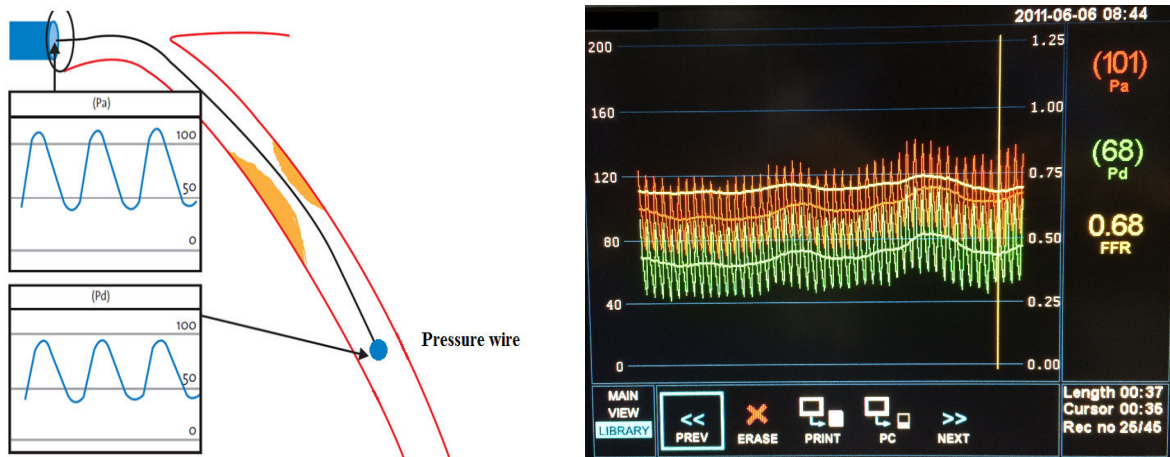 (Pa)
100
50
0
(Pd)
100
50
0
Pressure wire
2011-06-06 08:44
200
160
120
80
40
0
1.25
1.00
0.75
0.50
0.25
0.00
(101)
Pa
(68)
Pd
0.68
FFR
MAIN
VIEW
LIBRARY
<<
PREV
ERASE
PRINT
PC
>>
NEXT
Length 00:37
Cursor 00:35
Rec no 25/45